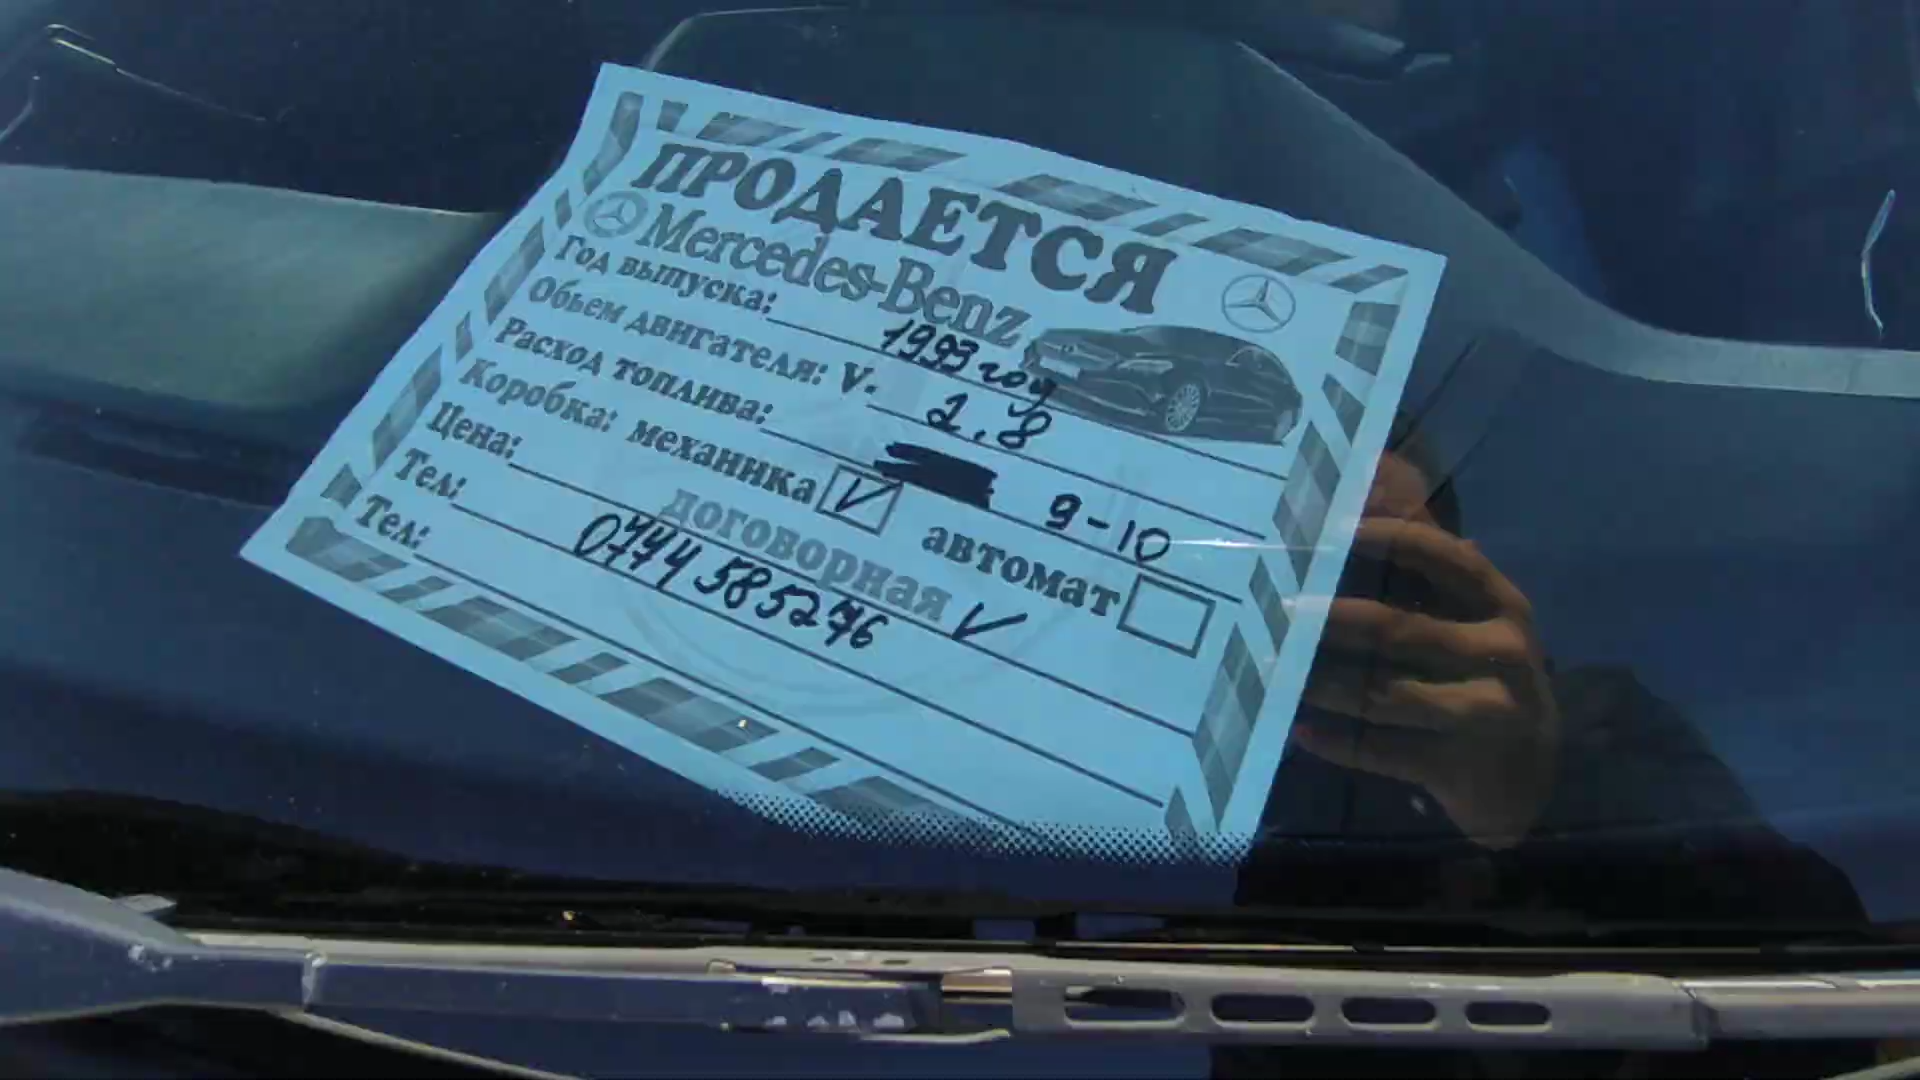 ПРОДАЕТСЯ
Mercedes-Benz
Год выпуска: 1993 год
Обьем двигателя: V. 2.8
Расход топлива: 9-10
Коробка: механика V автомат
Цена: договорная V
Тел: 0744 585276
Тел: